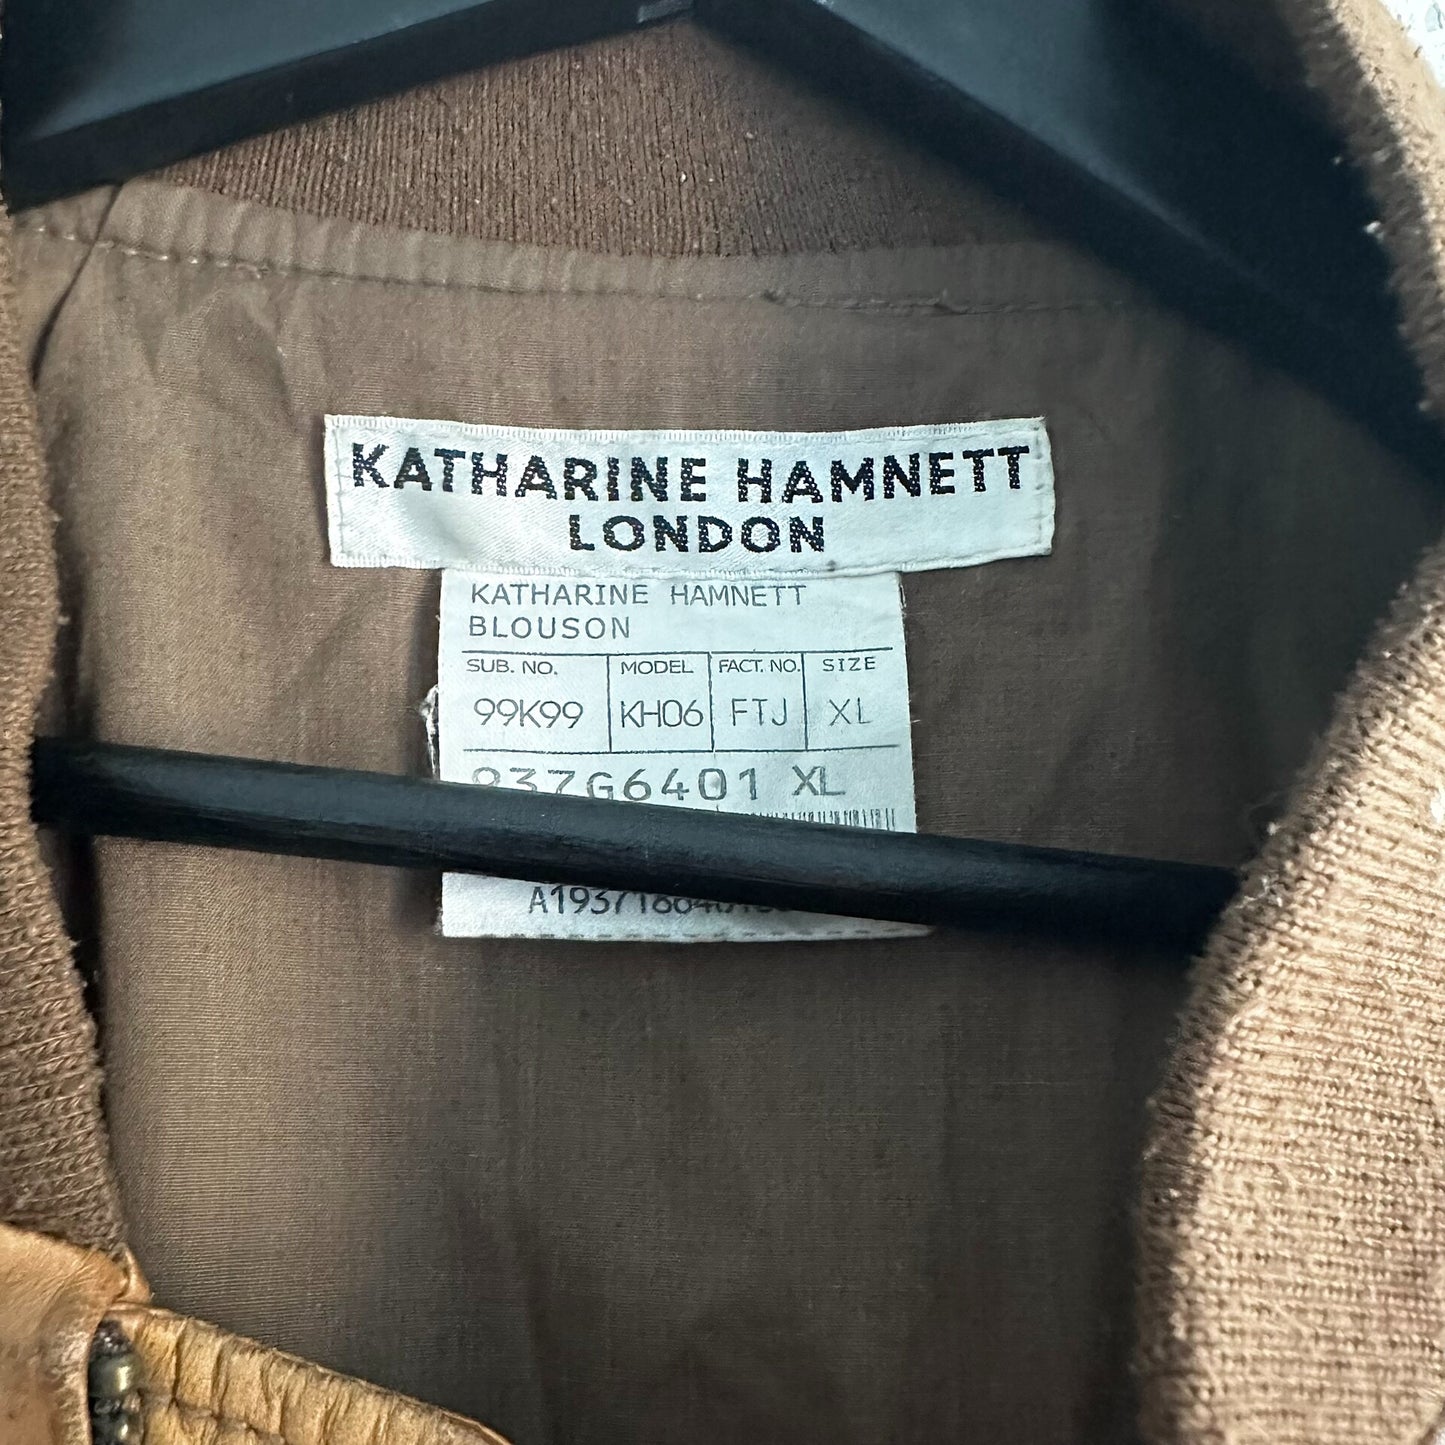 KATHARINE HAMNETT
LONDON
KATHARINE HAMNETT
BLOUSON
SUB. NO. MODEL FACT. NO. SIZE
99K99 KH06 FTJ XL
XL